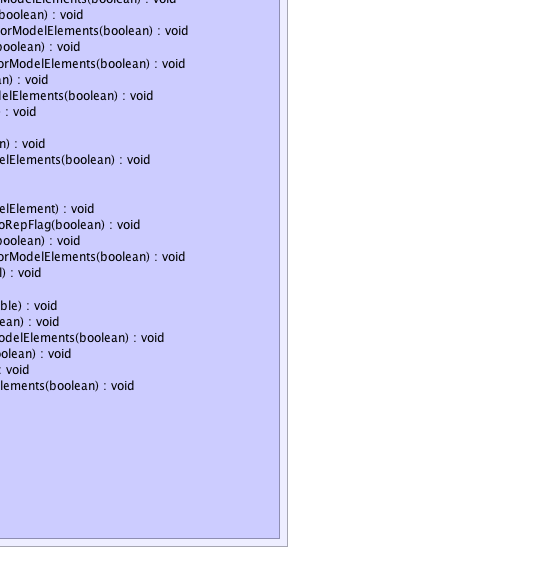 ModelElements(boolean) : void
boolean) : void
orModelElements(boolean) : void
boolean) : void
orModelElements(boolean) : void
an) : void
delElements(boolean) : void
) : void
n) : void
elElements(boolean) : void
elElement) : void
oRepFlag(boolean) : void
boolean) : void
orModelElements(boolean) : void
l) : void
ble) : void
ean) : void
odelElements(boolean) : void
oolean) : void
: void
lements(boolean) : void